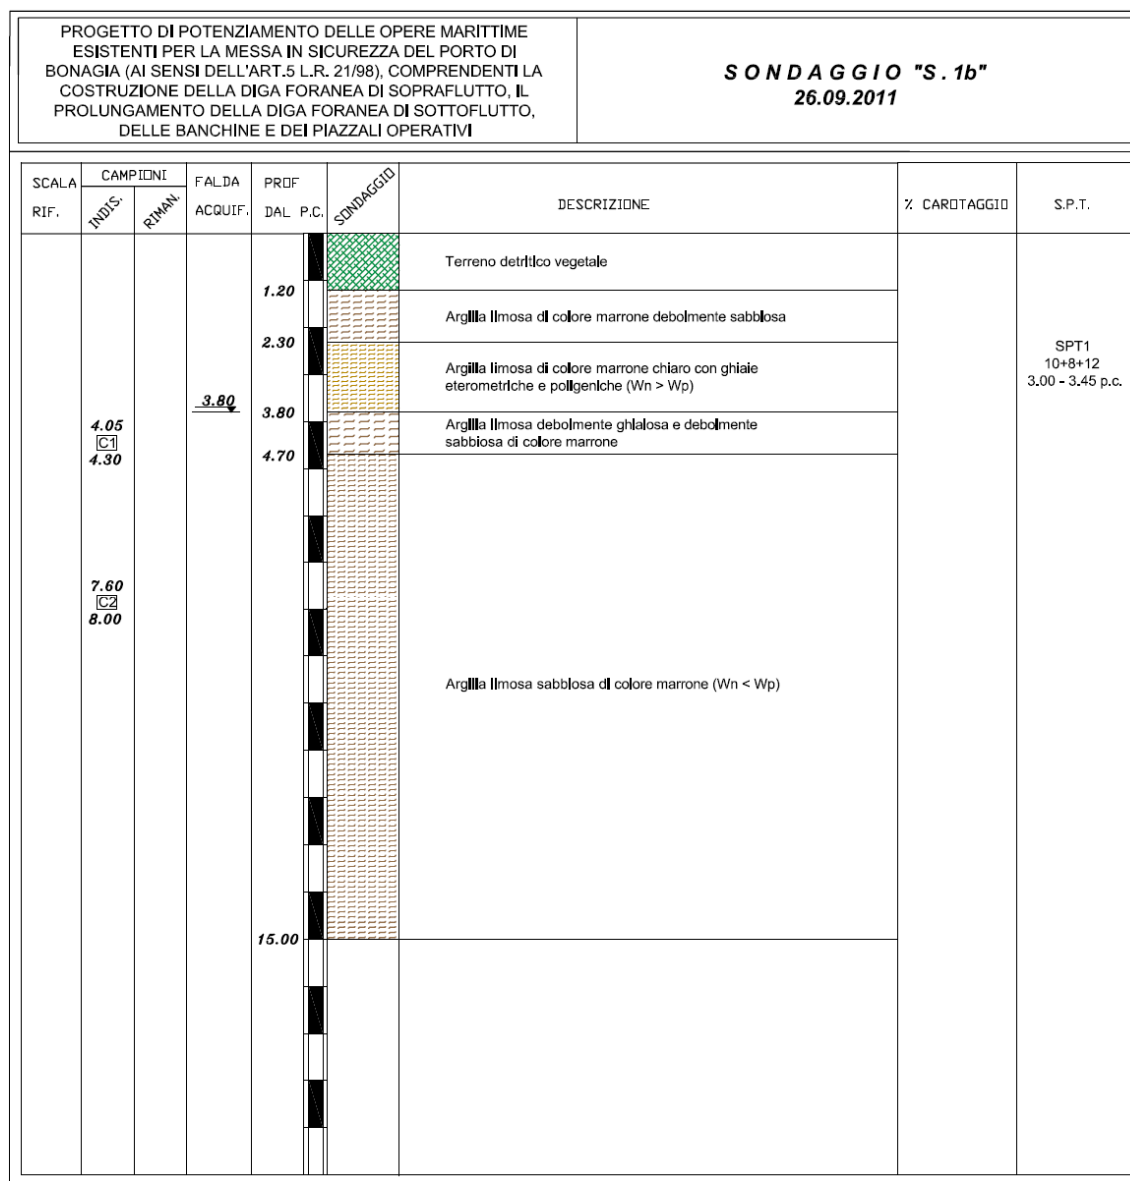 PROGETTO DI POTENZIAMENTO DELLE OPERE MARITTIME
ESISTENTI PER LA MESSA IN SICUREZZA DEL PORTO DI
BONAGIA (AI SENSI DELL'ART.5 L.R. 21/98), COMPRENDENTI LA
COSTRUZIONE DELLA DIGA FORANEA DI SOPRAFLUTTO, IL
PROLUNGAMENTO DELLA DIGA FORANEA DI SOTTOFLUTTO,
DELLE BANCHINE E DEI PIAZZALI OPERATIVI
SONDAGGIO "S.1b"
26.09.2011
SCALA
RIF.
CAMPIONI
INDIS.
RIMAN.
FALDA
ACQUIF.
PROF
DAL P.C.
SONDAGGIO
DESCRIZIONE
% CAROTAGGIO
S.P.T.
Terreno detritico vegetale
1.20
Argilla limosa di colore marrone debolmente sabbiosa
2.30
Argilla limosa di colore marrone chiaro con ghiaie
eterometriche e poligeniche (Wn > Wp)
SPT1
10+8+12
3.00 - 3.45 p.c.
3.80
3.80
Argilla limosa debolmente ghiaiosa e debolmente
sabbiosa di colore marrone
4.05
C1
4.30
4.70
7.60
C2
8.00
Argilla limosa sabbiosa di colore marrone (Wn < Wp)
15.00